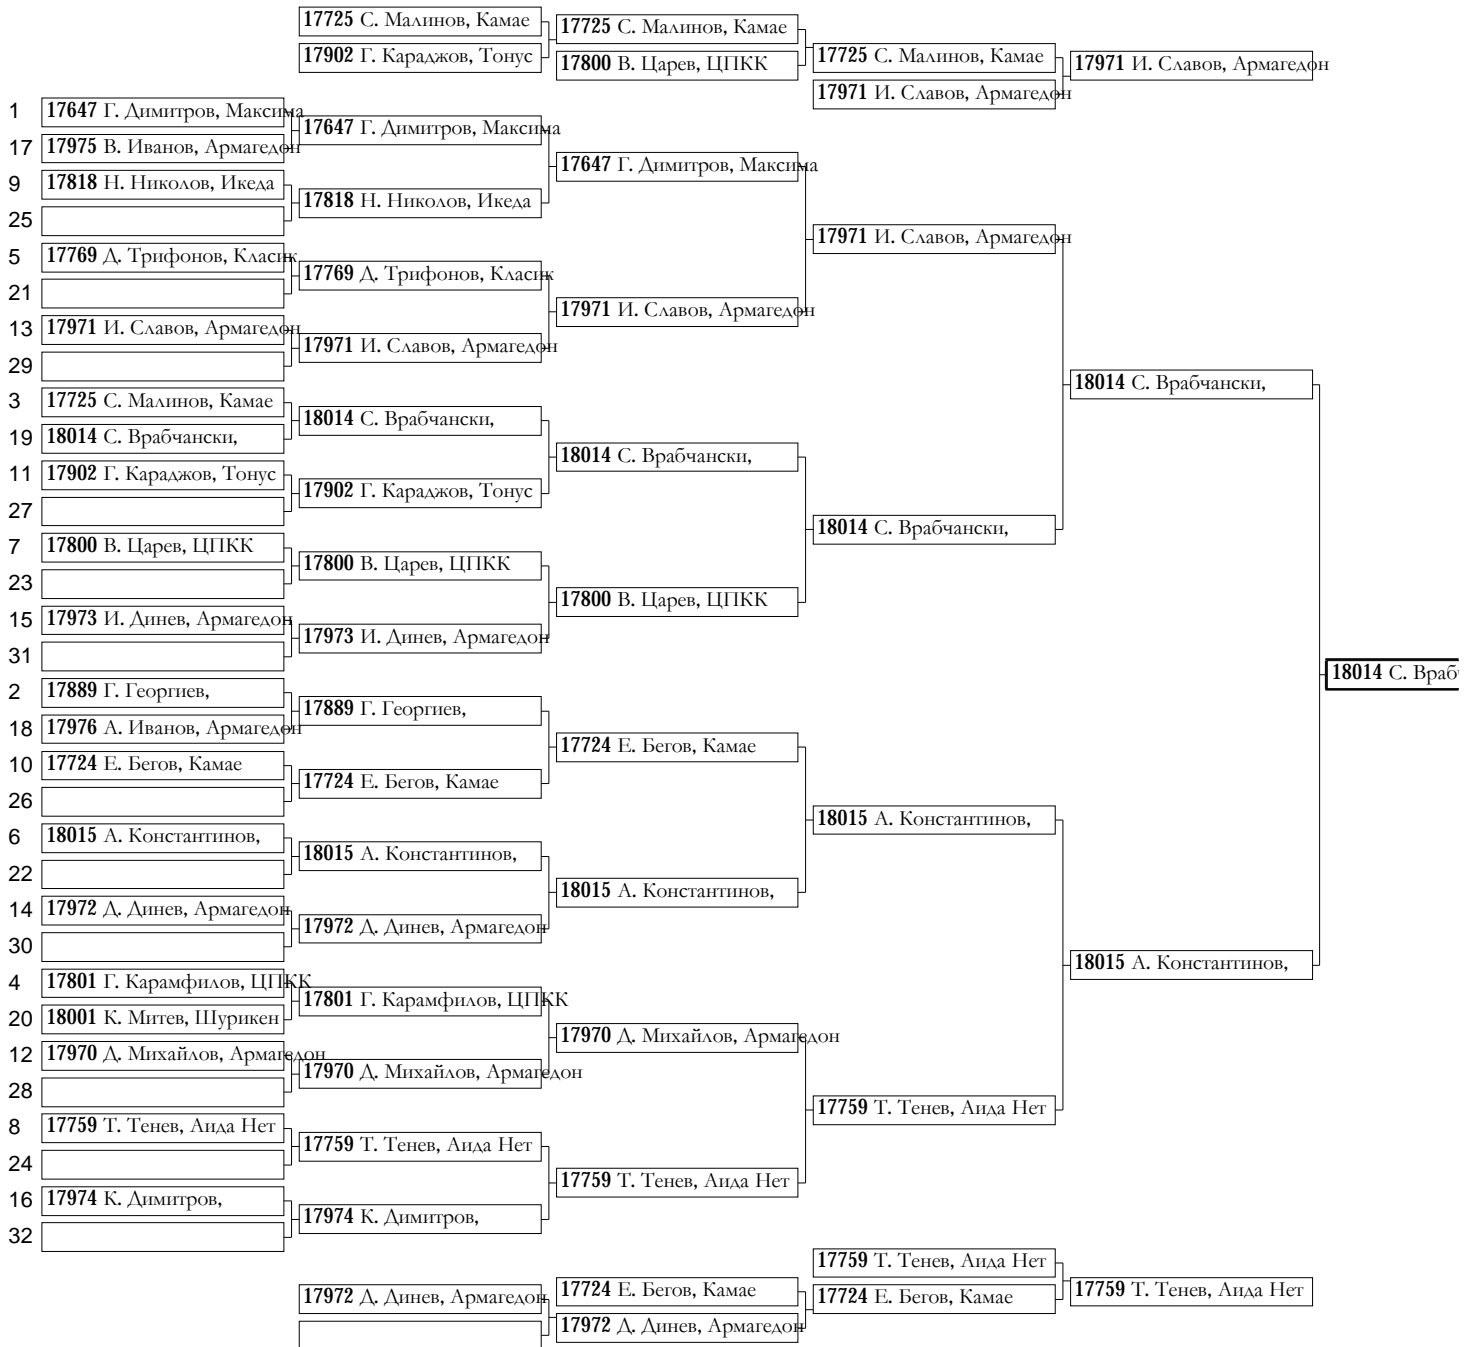 17725 С. Малинов, Камае
17902 Г. Караджов, Тонус
17725 С. Малинов, Камае
17800 В. Царев, ЦПКК
17725 С. Малинов, Камае
17971 И. Славов, Армагедон
17971 И. Славов, Армагедон
1 17647 Г. Димитров, Максима
17 17975 В. Иванов, Армагедон
9 17818 Н. Николов, Икеда
25
5 17769 Д. Трифонов, Класик
21
13 17971 И. Славов, Армагедон
29
3 17725 С. Малинов, Камае
19 18014 С. Врабчански,
11 17902 Г. Караджов, Тонус
27
7 17800 В. Царев, ЦПКК
23
15 17973 И. Динев, Армагедон
31
2 17889 Г. Георгиев,
18 17976 А. Иванов, Армагедон
10 17724 Е. Бегов, Камае
26
6 18015 А. Константинов,
22
14 17972 Д. Динев, Армагедон
30
4 17801 Г. Карамфилов, ЦПКК
20 18001 К. Митев, Шурикен
12 17970 Д. Михайлов, Армагедон
28
8 17759 Т. Тенев, Аида Нет
24
16 17974 К. Димитров,
32
17647 Г. Димитров, Максима
17818 Н. Николов, Икеда
17769 Д. Трифонов, Класик
17971 И. Славов, Армагедон
18014 С. Врабчански,
17902 Г. Караджов, Тонус
17800 В. Царев, ЦПКК
17973 И. Динев, Армагедон
17889 Г. Георгиев,
17724 Е. Бегов, Камае
18015 А. Константинов,
17972 Д. Динев, Армагедон
17801 Г. Карамфилов, ЦПКК
17970 Д. Михайлов, Армагедон
17759 Т. Тенев, Аида Нет
17974 К. Димитров,
17647 Г. Димитров, Максима
17971 И. Славов, Армагедон
18014 С. Врабчански,
17800 В. Царев, ЦПКК
17724 Е. Бегов, Камае
18015 А. Константинов,
17970 Д. Михайлов, Армагедон
17759 Т. Тенев, Аида Нет
17971 И. Славов, Армагедон
18014 С. Врабчански,
18015 А. Константинов,
17759 Т. Тенев, Аида Нет
18014 С. Врабчански,
18015 А. Константинов,
18014 С. Враб
17972 Д. Динев, Армагедон
17724 Е. Бегов, Камае
17972 Д. Динев, Армагедон
17759 Т. Тенев, Аида Нет
17724 Е. Бегов, Камае
17759 Т. Тенев, Аида Нет